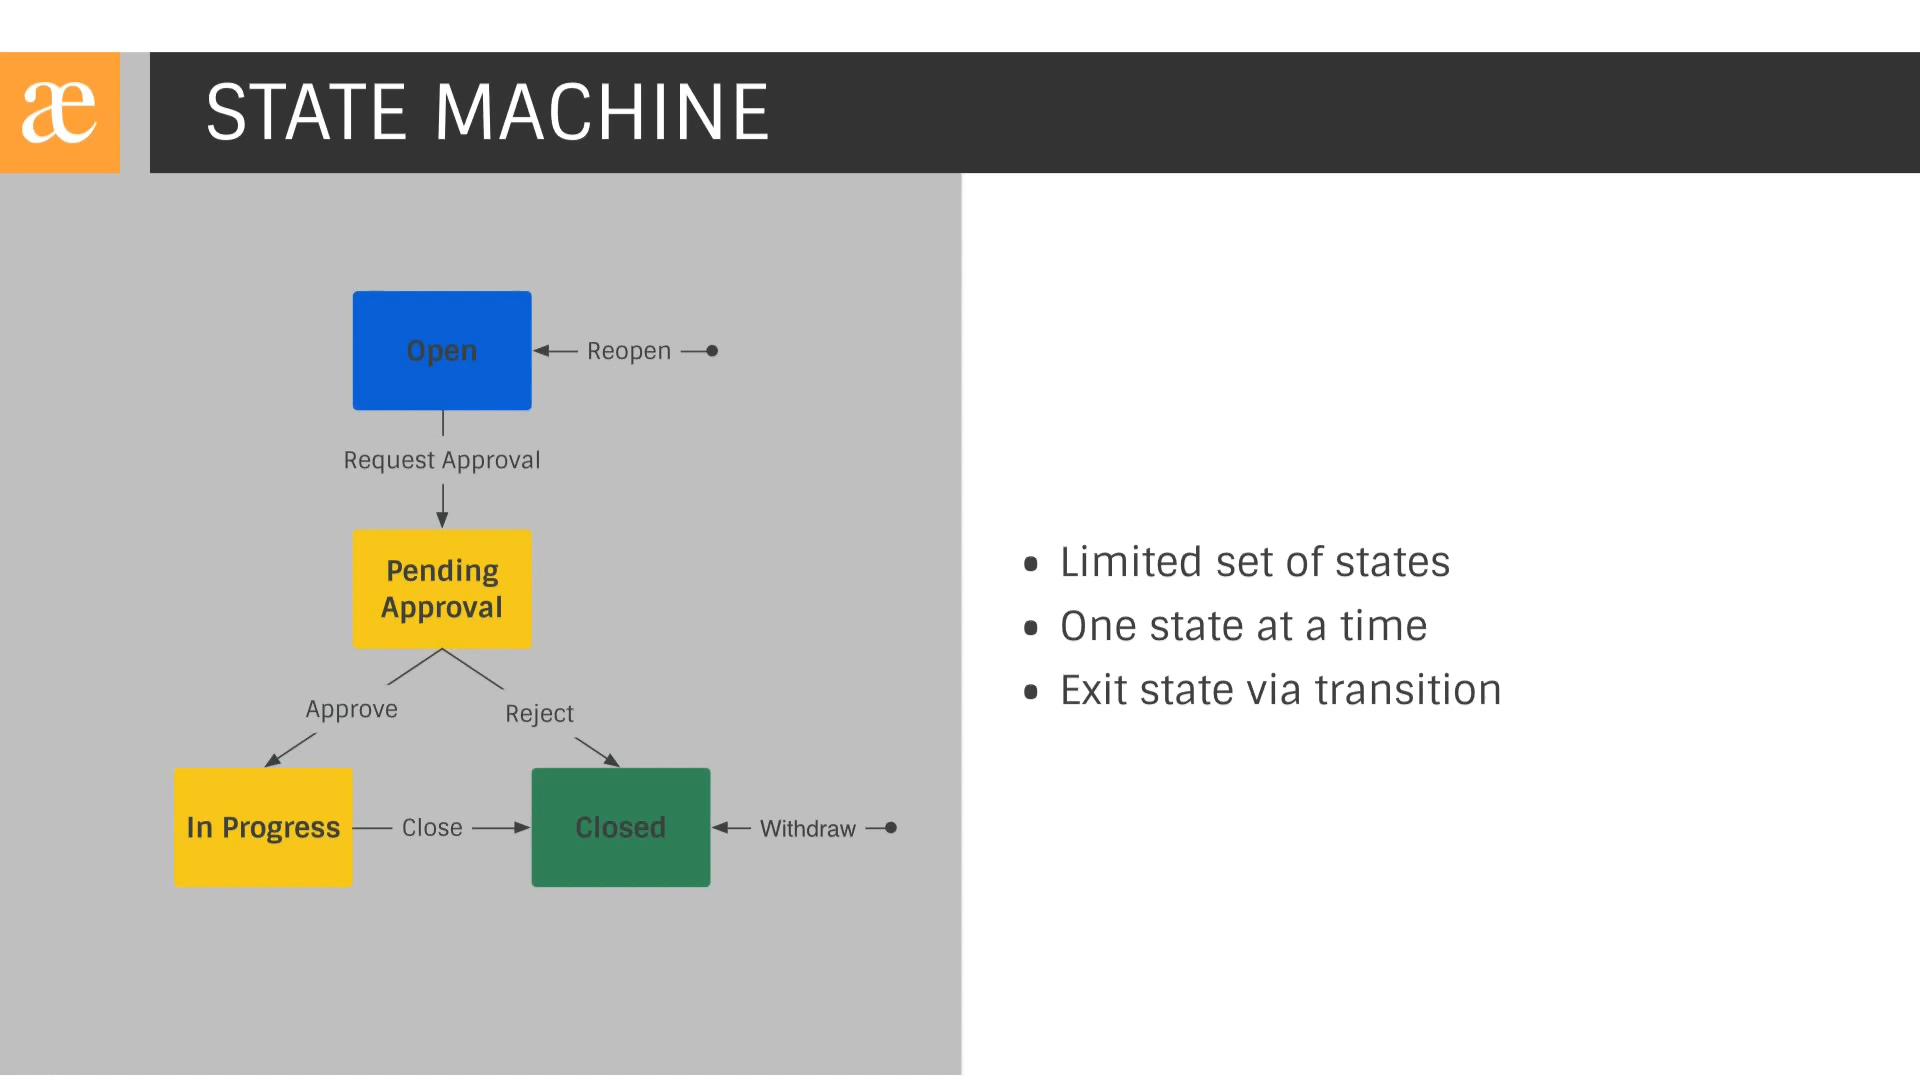 æ
STATE MACHINE
Open
Reopen
Request Approval
Pending
Approval
Approve
Reject
In Progress
Close
Closed
Withdraw
• Limited set of states
• One state at a time
• Exit state via transition